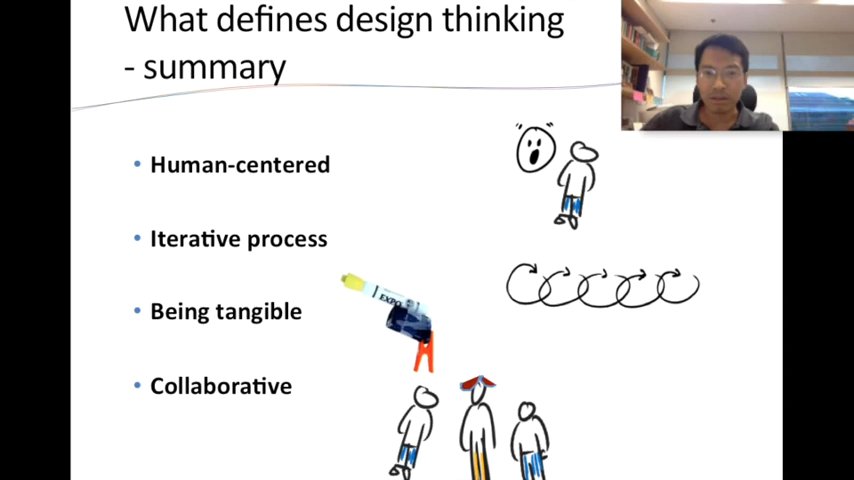 What defines design thinking
- summary
• Human-centered
• Iterative process
• Being tangible
EXPO
• Collaborative